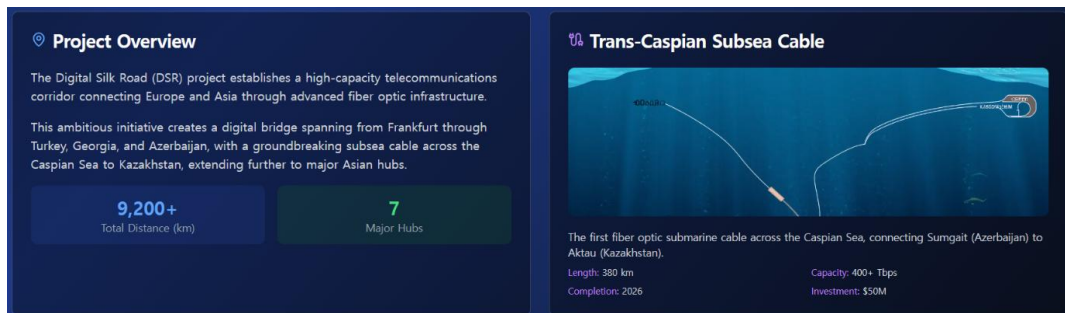 Project Overview
The Digital Silk Road (DSR) project establishes a high-capacity telecommunications
corridor connecting Europe and Asia through advanced fiber optic infrastructure.
This ambitious initiative creates a digital bridge spanning from Frankfurt through
Turkey, Georgia, and Azerbaijan, with a groundbreaking subsea cable across the
Caspian Sea to Kazakhstan, extending further to major Asian hubs.
9,200+
Total Distance (km)
7
Major Hubs
Trans-Caspian Subsea Cable
The first fiber optic submarine cable across the Caspian Sea, connecting Sumgait (Azerbaijan) to
Aktau (Kazakhstan).
Length: 380 km
Capacity: 400+ Tbps
Completion: 2026
Investment: $50M